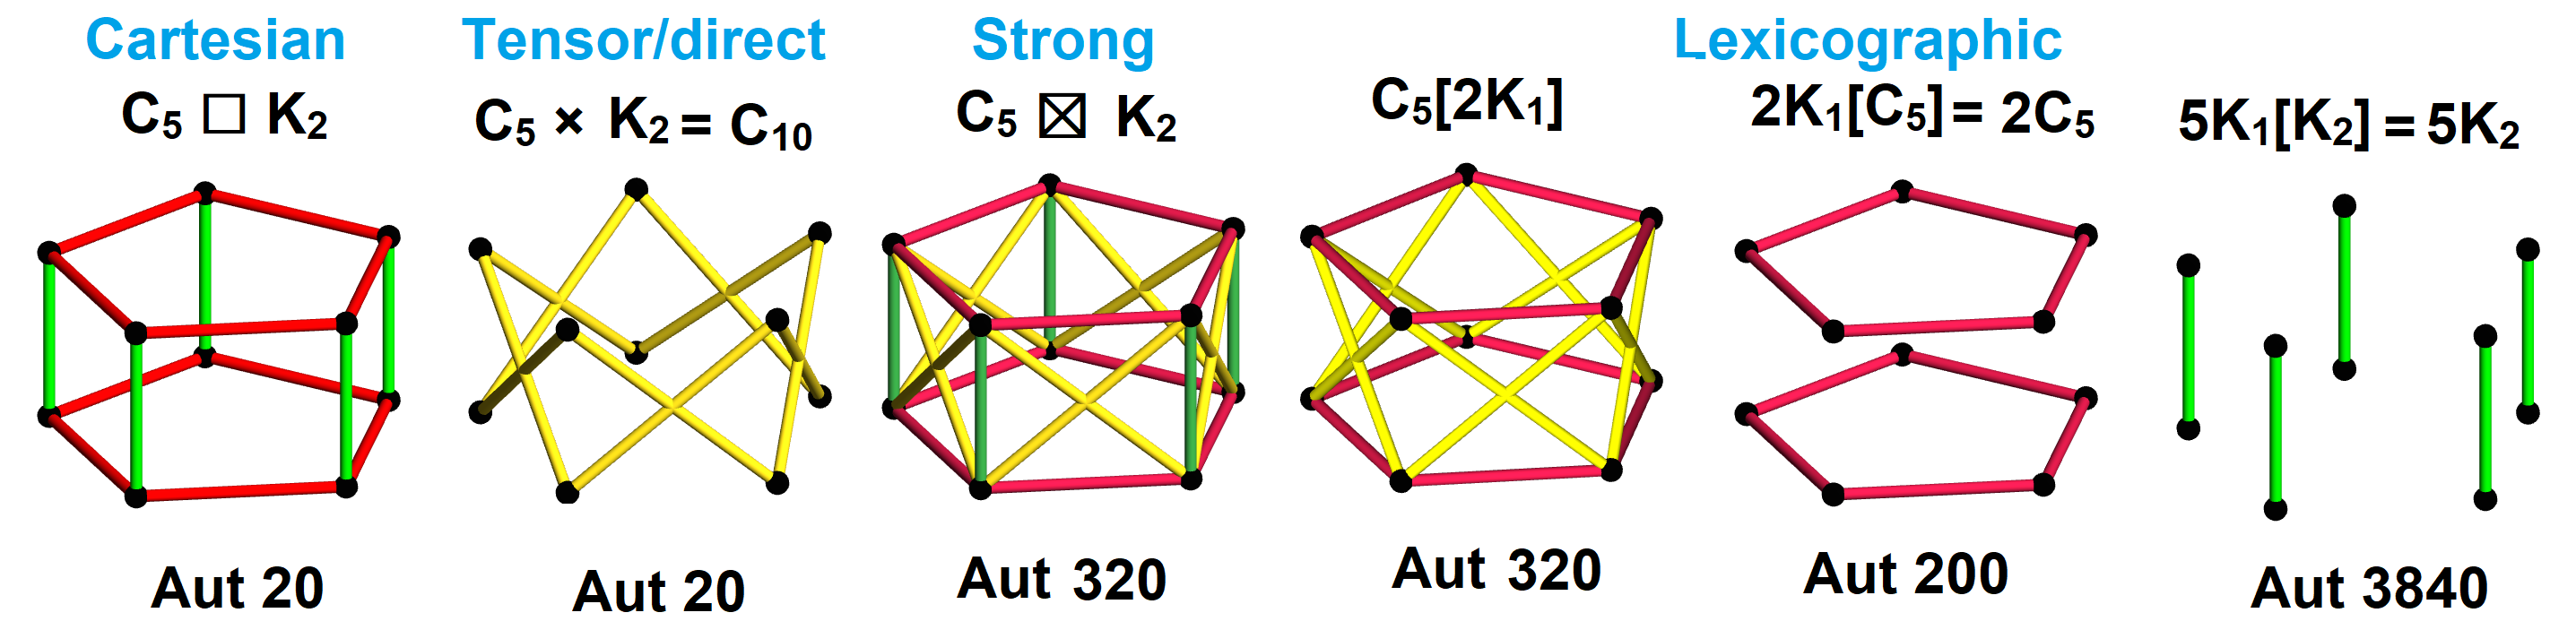 Cartesian Tensor/direct Strong Lexicographic
C₅ □ K₂ C₅ × K₂ = C₁₀ C₅ ⊠ K₂ C₅[2K₁] 2K₁[C₅] = 2C₅ 5K₁[K₂] = 5K₂
Aut 20 Aut 20 Aut 320 Aut 320 Aut 200 Aut 3840